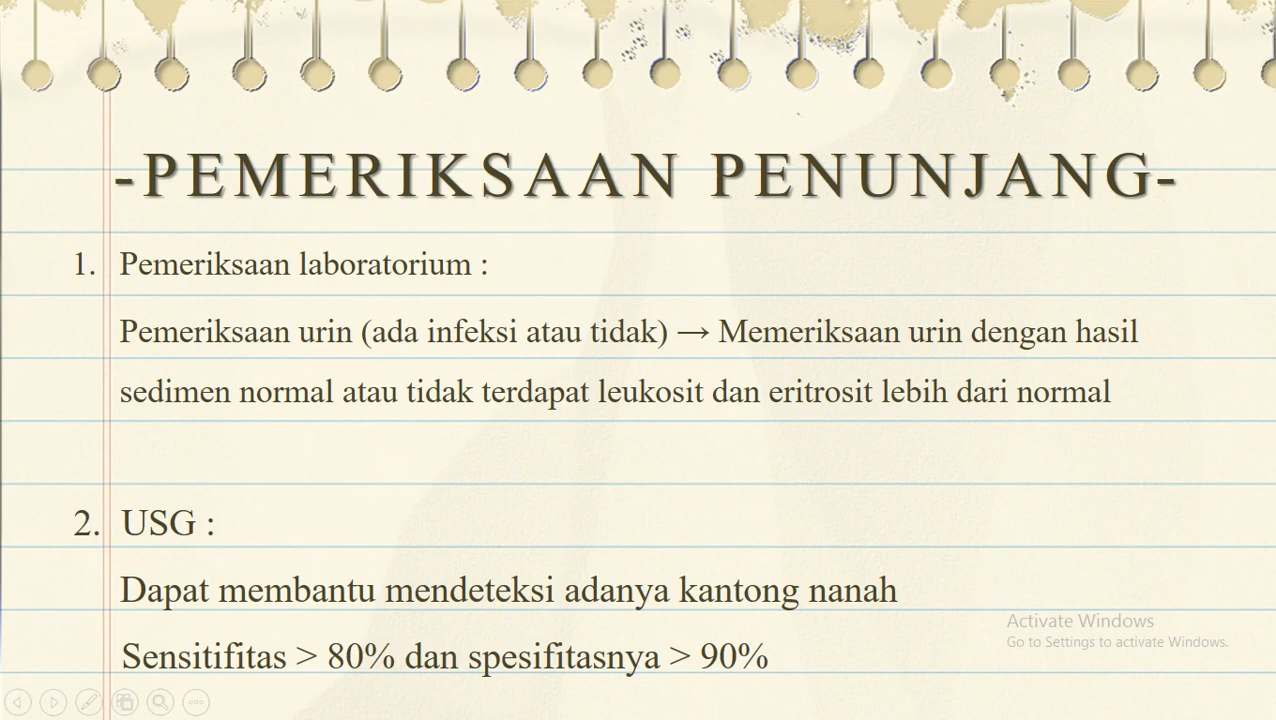 -PEMERIKSAAN PENUNJANG-
1. Pemeriksaan laboratorium :
Pemeriksaan urin (ada infeksi atau tidak) → Memeriksaan urin dengan hasil
sedimen normal atau tidak terdapat leukosit dan eritrosit lebih dari normal
2. USG :
Dapat membantu mendeteksi adanya kantong nanah
Sensitifitas > 80% dan spesifitasnya > 90%
Activate Windows
Go to Settings to activate Windows.